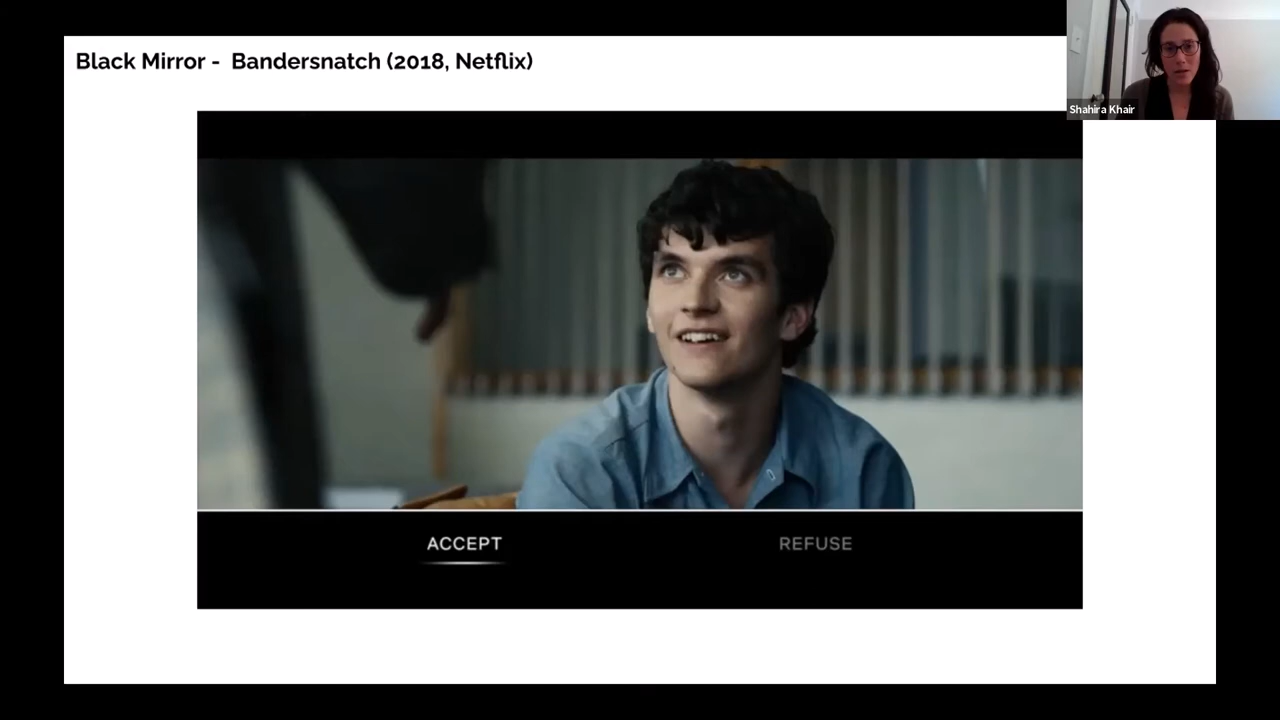 Black Mirror -  Bandersnatch (2018, Netflix)
Shahira Khair
ACCEPT
REFUSE